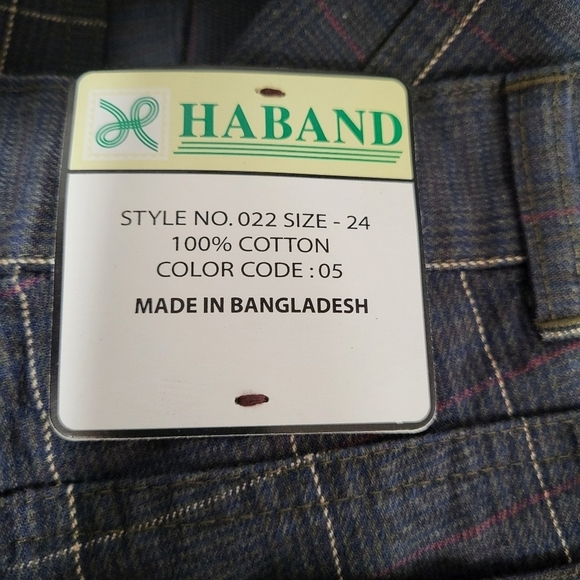 HABAND
STYLE NO. 022 SIZE - 24
100% COTTON
COLOR CODE : 05
MADE IN BANGLADESH